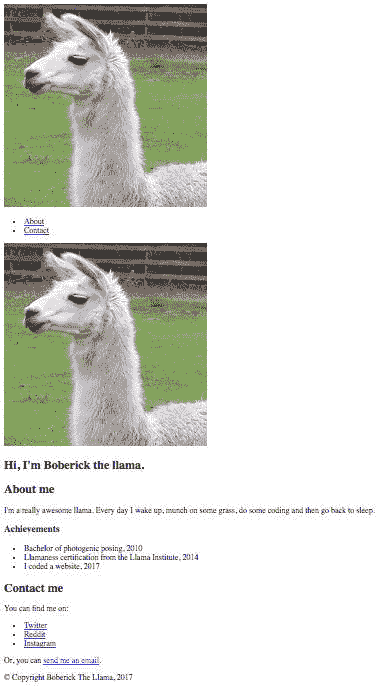 About
Contact
Hi, I'm Boberick the llama.
About me
I'm a really awesome llama. Every day I wake up, munch on some grass, do some coding and then go back to sleep.
Achievements
Bachelor of photogenic posing, 2010
Llamaness certification from the Llama Institute, 2014
I coded a website, 2017
Contact me
You can find me on:
Twitter
Reddit
Instagram
Or, you can send me an email.
© Copyright Boberick The Llama, 2017